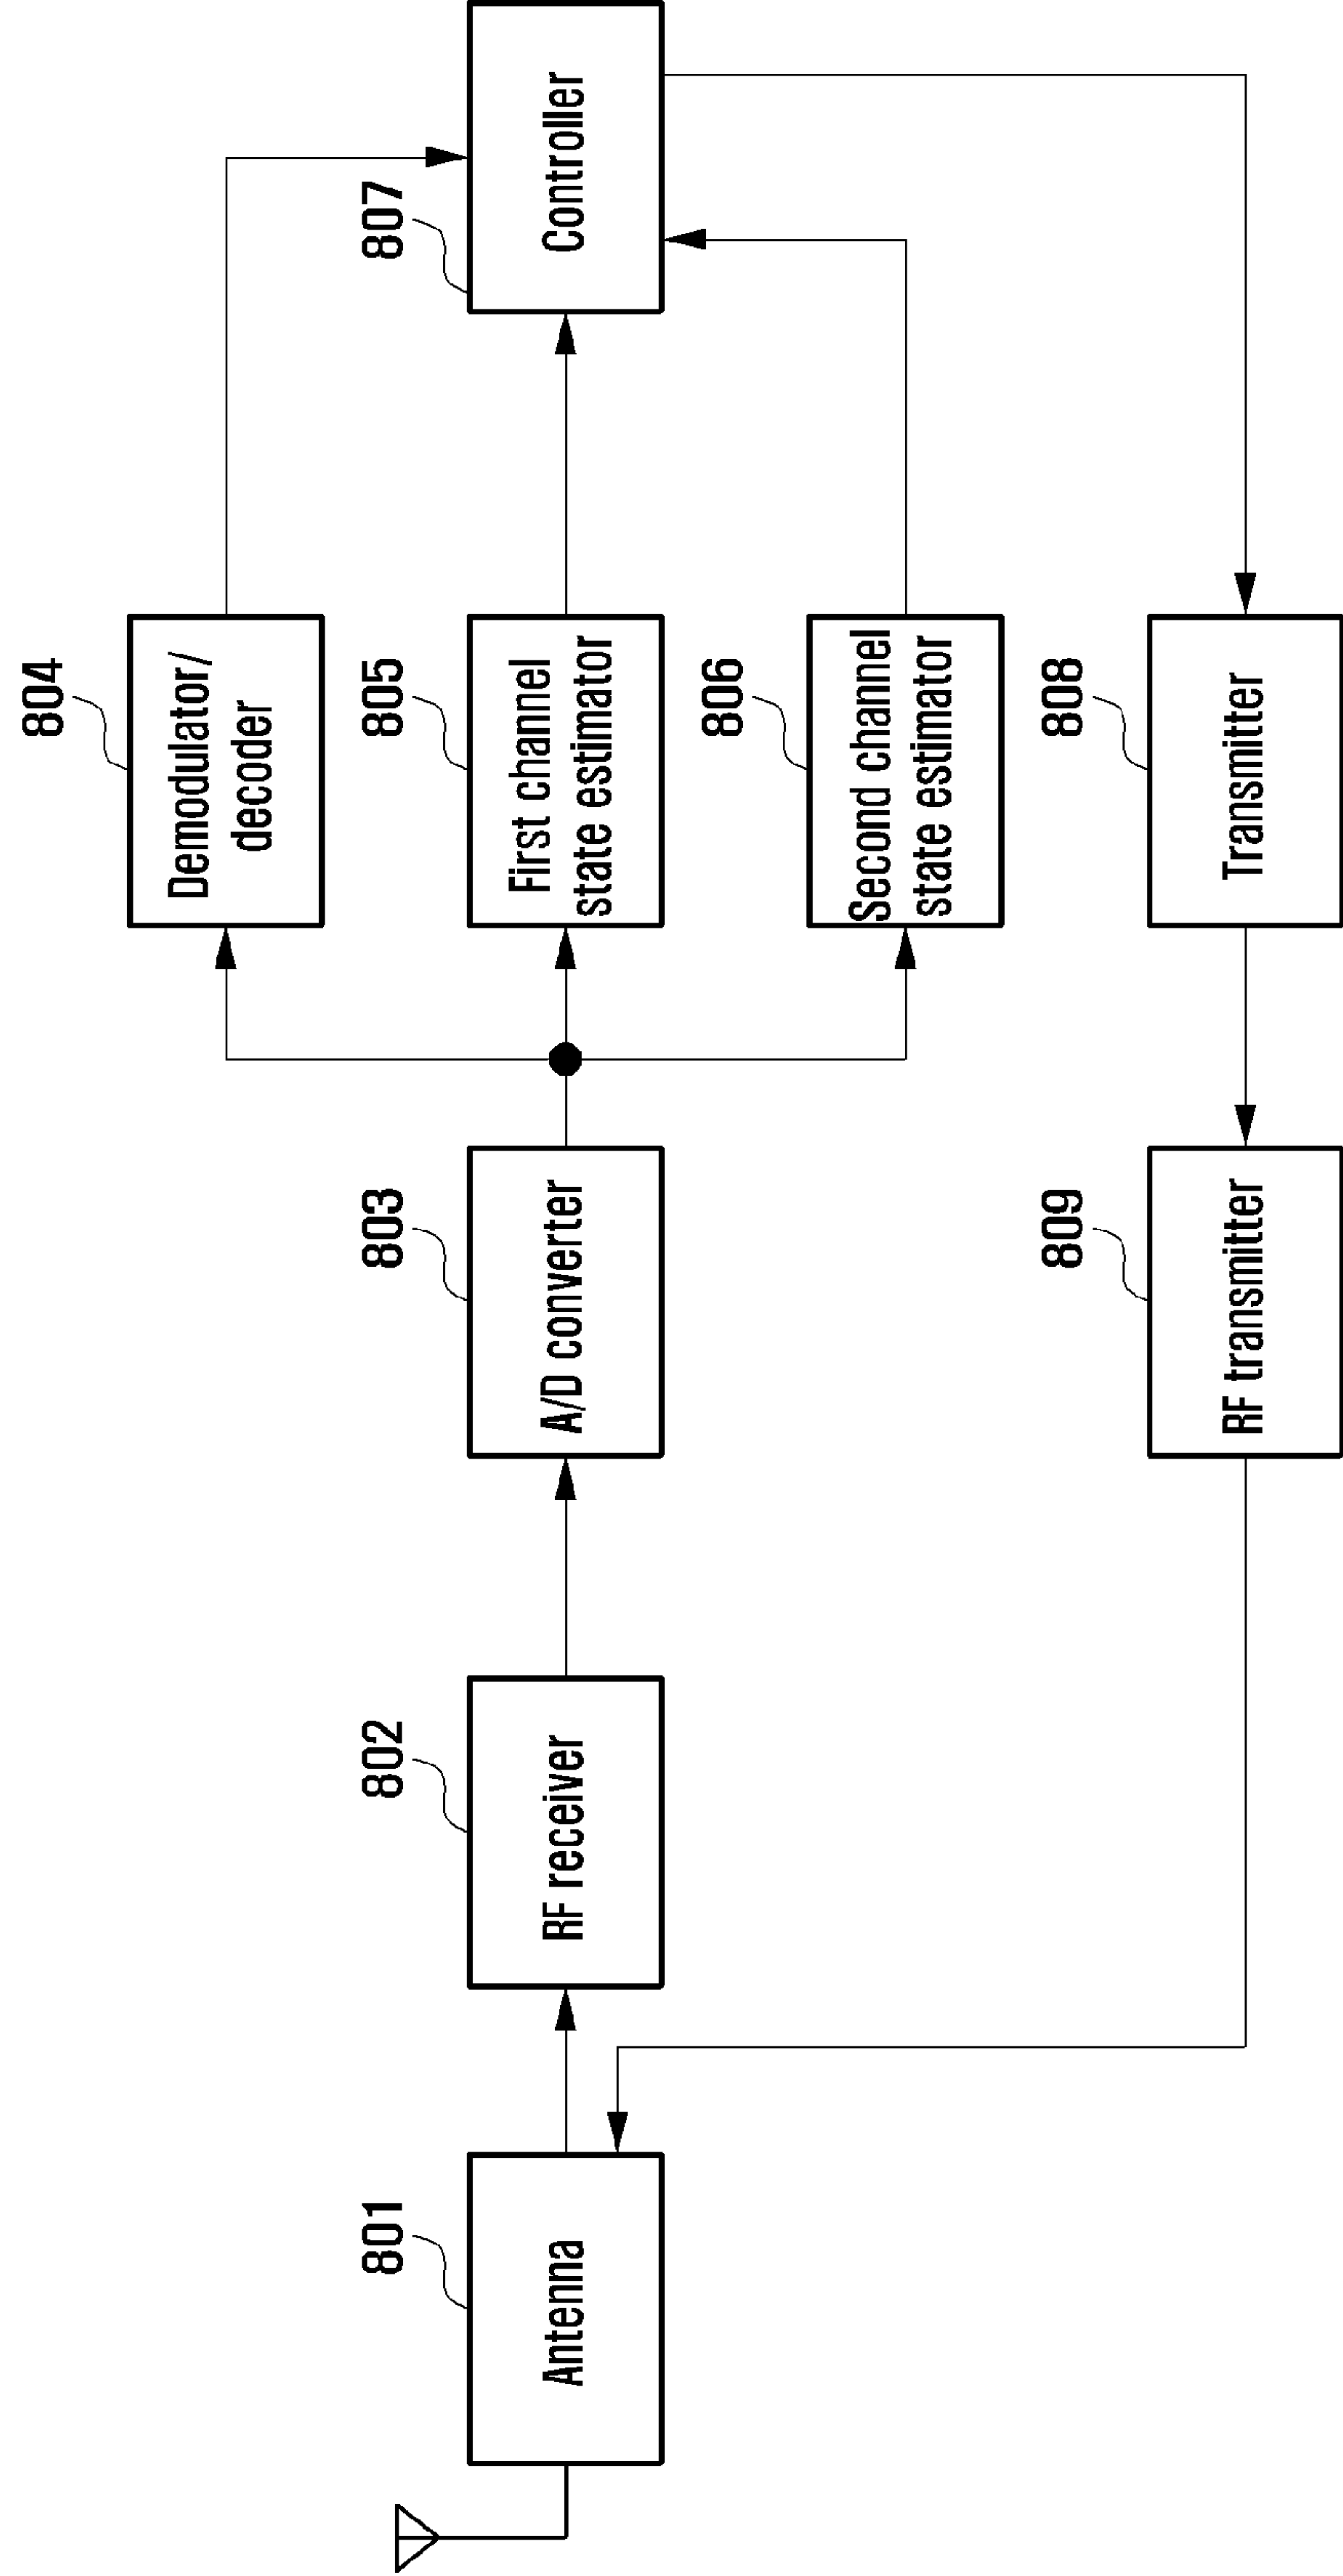 804
Demodulator/
decoder
801
Antenna
802
RF receiver
803
A/D converter
805
First channel
state estimator
807
Controller
806
Second channel
state estimator
809
RF transmitter
808
Transmitter